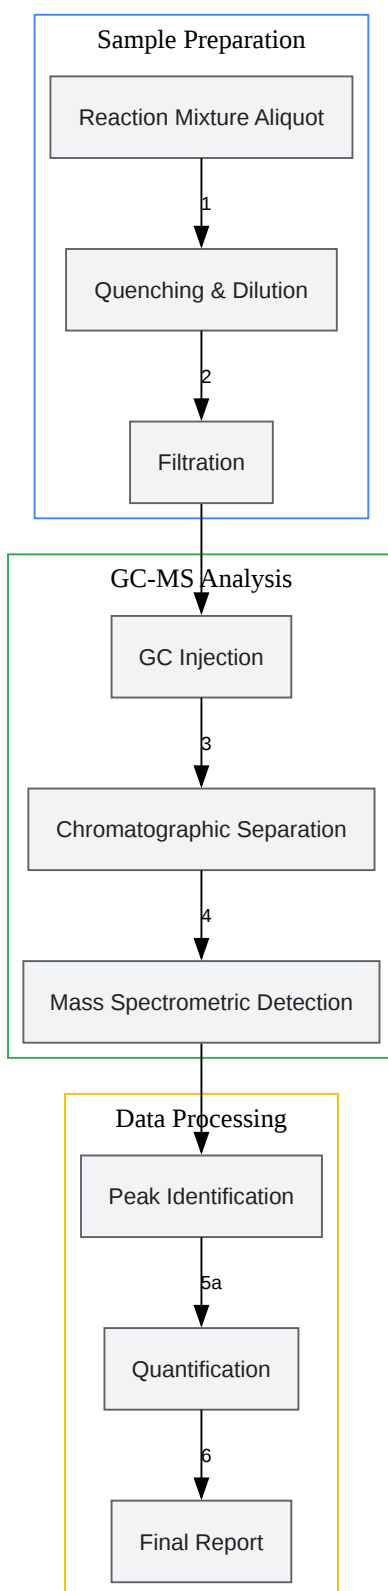 Sample Preparation
Reaction Mixture Aliquot
1
Quenching & Dilution
2
Filtration
GC-MS Analysis
GC Injection
3
Chromatographic Separation
4
Mass Spectrometric Detection
Data Processing
Peak Identification
5a
Quantification
6
Final Report